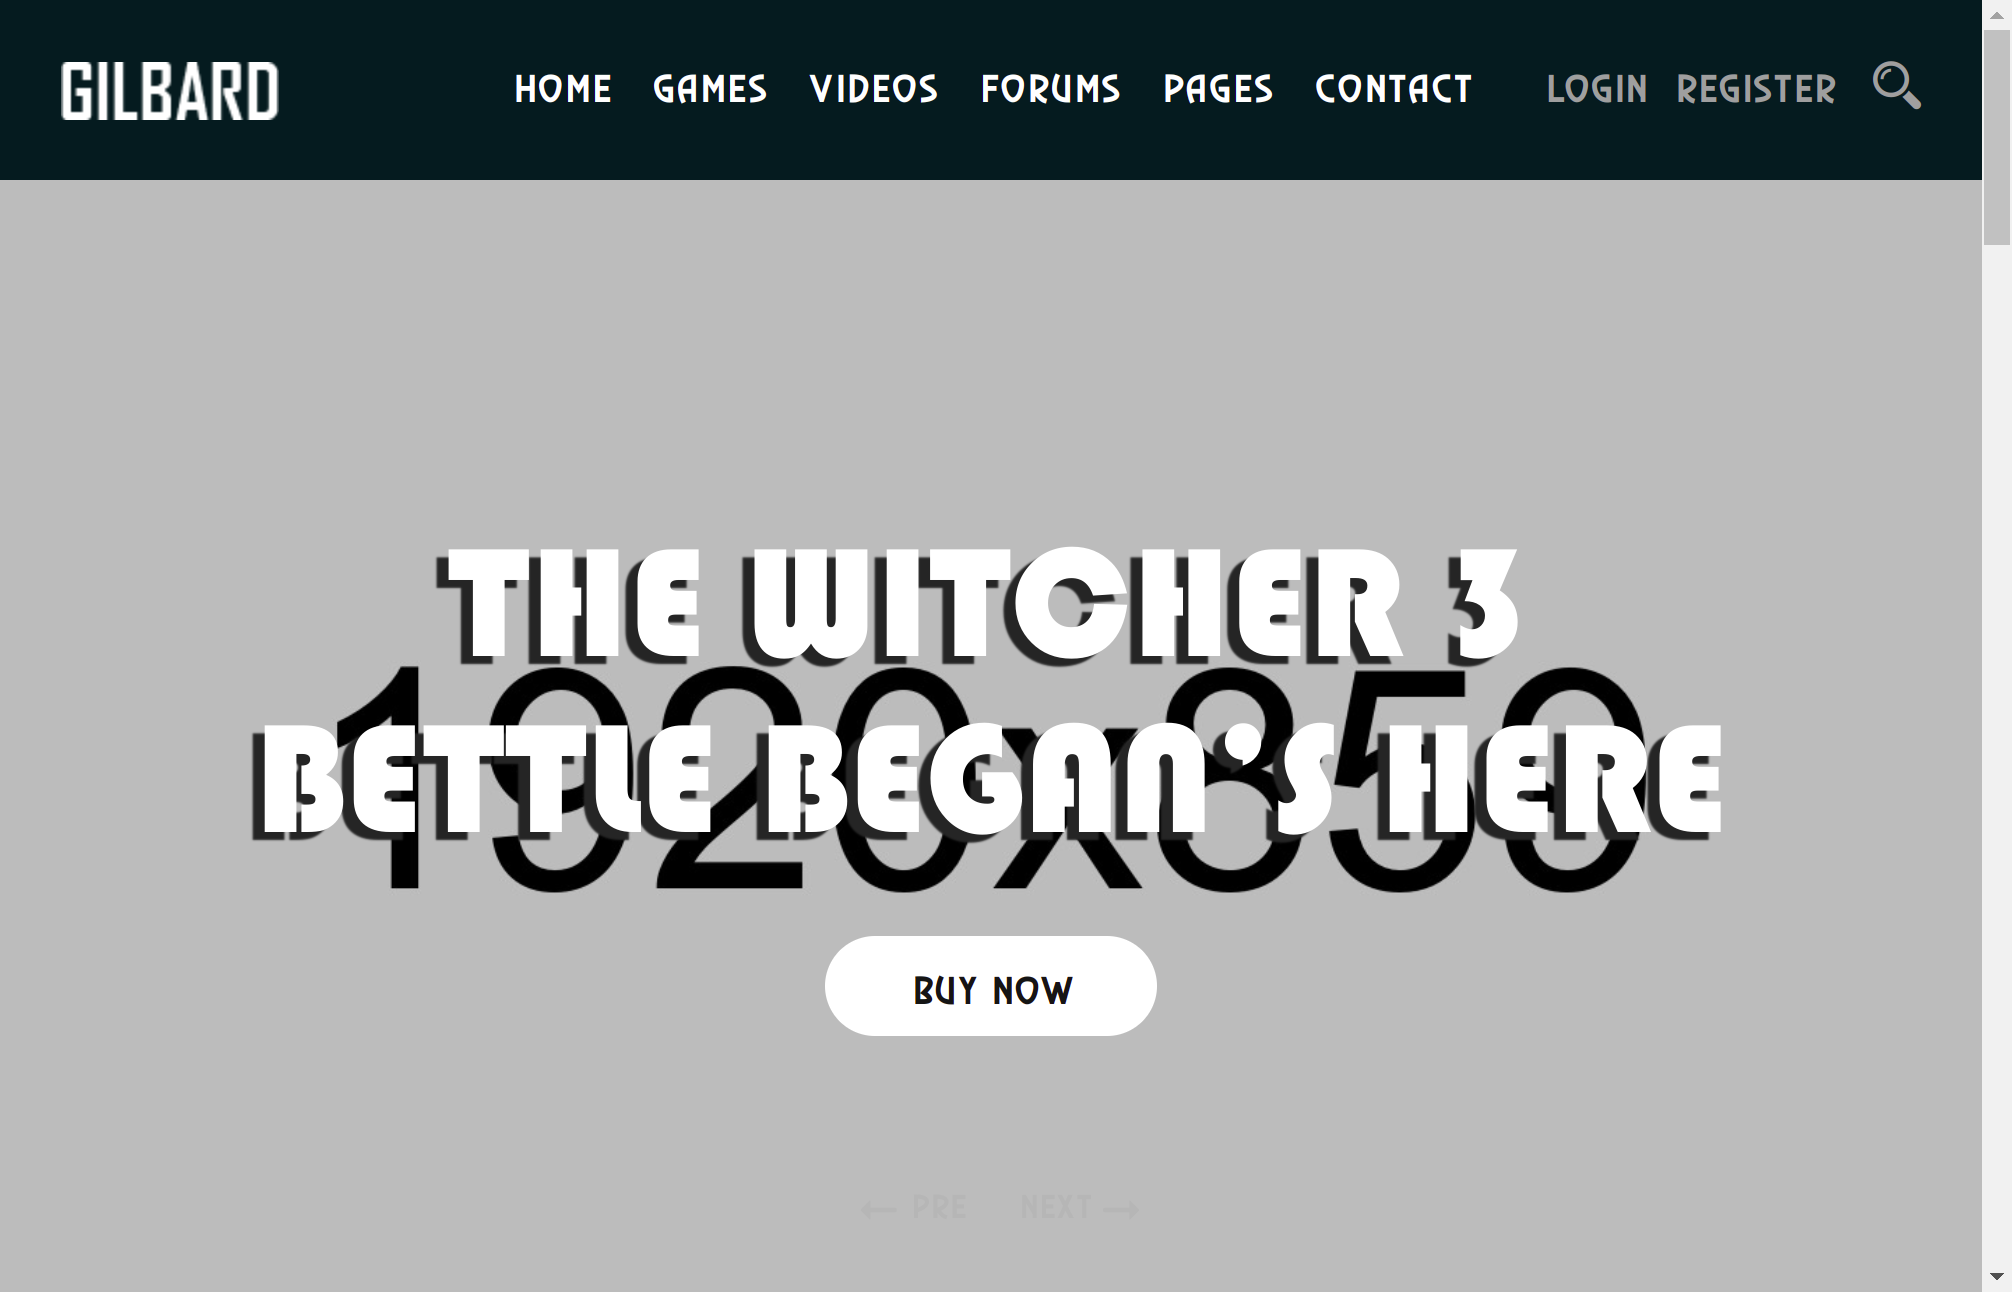 GILBARD
HOME GAMES VIDEOS FORUMS PAGES CONTACT LOGIN REGISTER
THE WITCHER 3
1920x850
BETTLE BEGAN'S HERE
BUY NOW
PRE NEXT